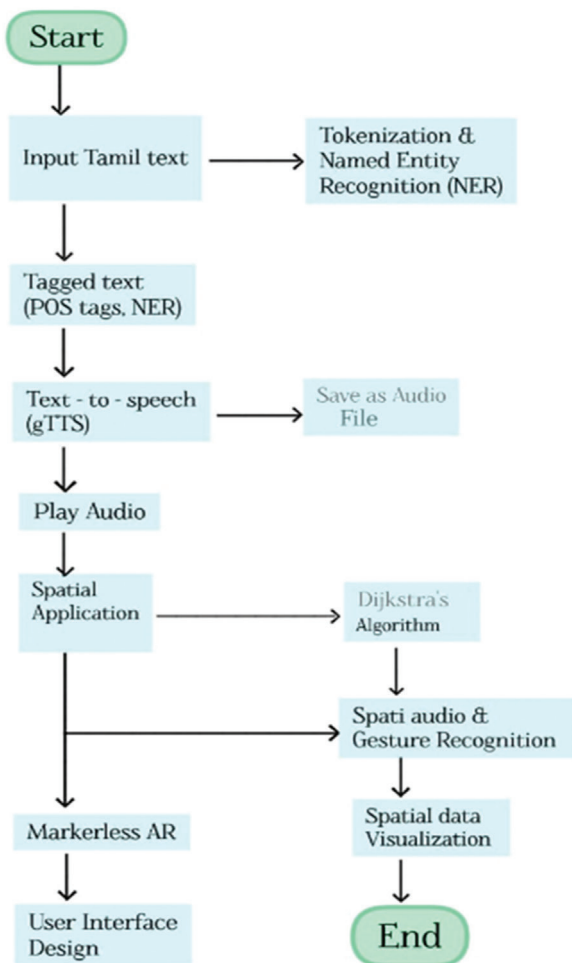 Start
Input Tamil text
Tokenization &
Named Entity
Recognition (NER)
Tagged text
(POS tags, NER)
Text - to - speech
(gTTS)
Save as Audio
File
Play Audio
Spatial
Application
Dijkstra's
Algorithm
Spati audio &
Gesture Recognition
Markerless AR
Spatial data
Visualization
User Interface
Design
End